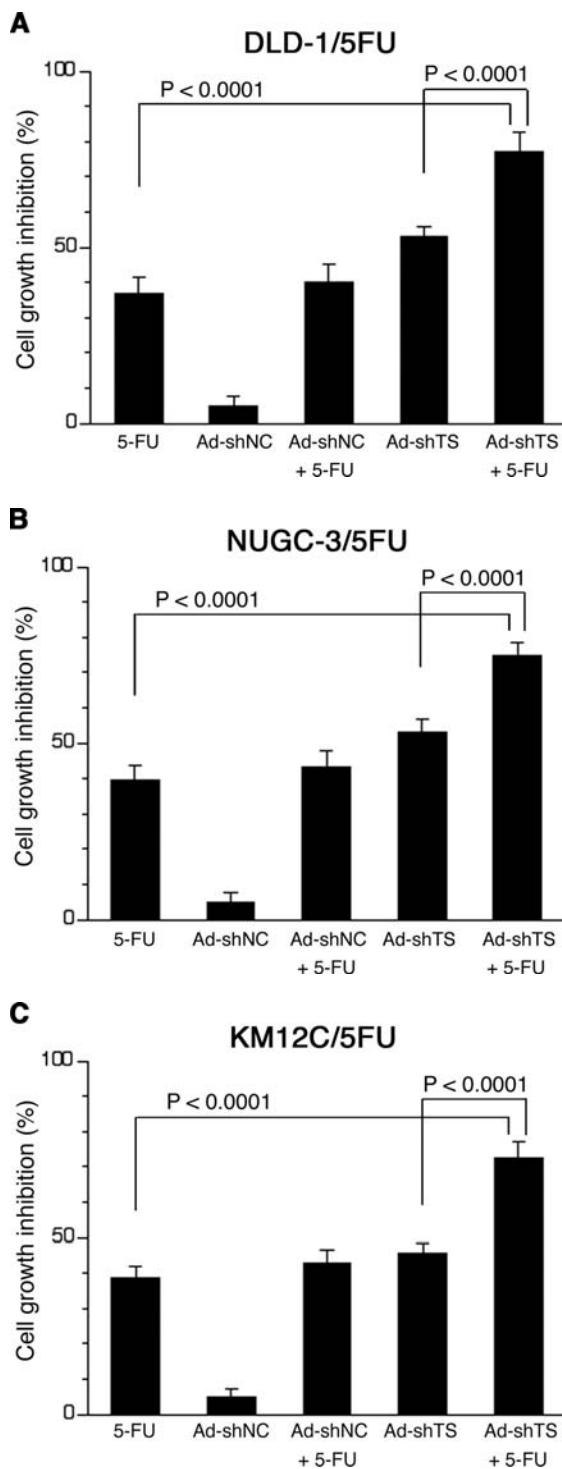 A
DLD-1/5FU
100
P < 0.0001
P < 0.0001
50
0
Cell growth inhibition (%)
5-FU Ad-shNC Ad-shNC Ad-shTS Ad-shTS
+ 5-FU + 5-FU
B
NUGC-3/5FU
100
P < 0.0001
P < 0.0001
50
0
Cell growth inhibition (%)
5-FU Ad-shNC Ad-shNC Ad-shTS Ad-shTS
+ 5-FU + 5-FU
C
KM12C/5FU
100
P < 0.0001
P < 0.0001
50
0
Cell growth inhibition (%)
5-FU Ad-shNC Ad-shNC Ad-shTS Ad-shTS
+ 5-FU + 5-FU